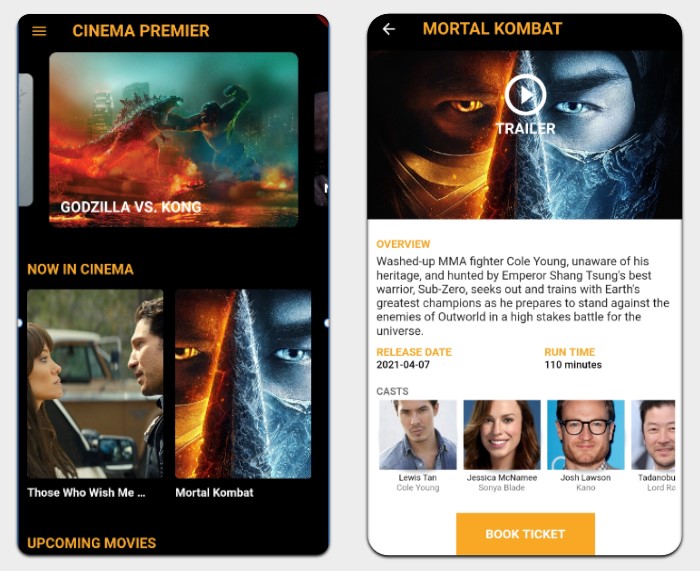 CINEMA PREMIER
GODZILLA VS. KONG
NOW IN CINEMA
Those Who Wish Me ...
Mortal Kombat
UPCOMING MOVIES
MORTAL KOMBAT
TRAILER
OVERVIEW
Washed-up MMA fighter Cole Young, unaware of his
heritage, and hunted by Emperor Shang Tsung's best
warrior, Sub-Zero, seeks out and trains with Earth's
greatest champions as he prepares to stand against the
enemies of Outworld in a high stakes battle for the
universe.
RELEASE DATE
RUN TIME
2021-04-07
110 minutes
CASTS
Lewis Tan
Jessica McNamee
Josh Lawson
Tadanobu
Cole Young
Sonya Blade
Kano
Lord Ra
BOOK TICKET